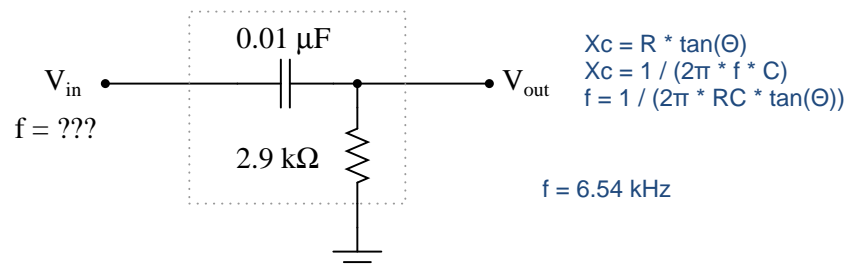 0.01 μF
V_in
V_out
f = ???
2.9 kΩ
Xc = R * tan(Θ)
Xc = 1 / (2π * f * C)
f = 1 / (2π * RC * tan(Θ))
f = 6.54 kHz